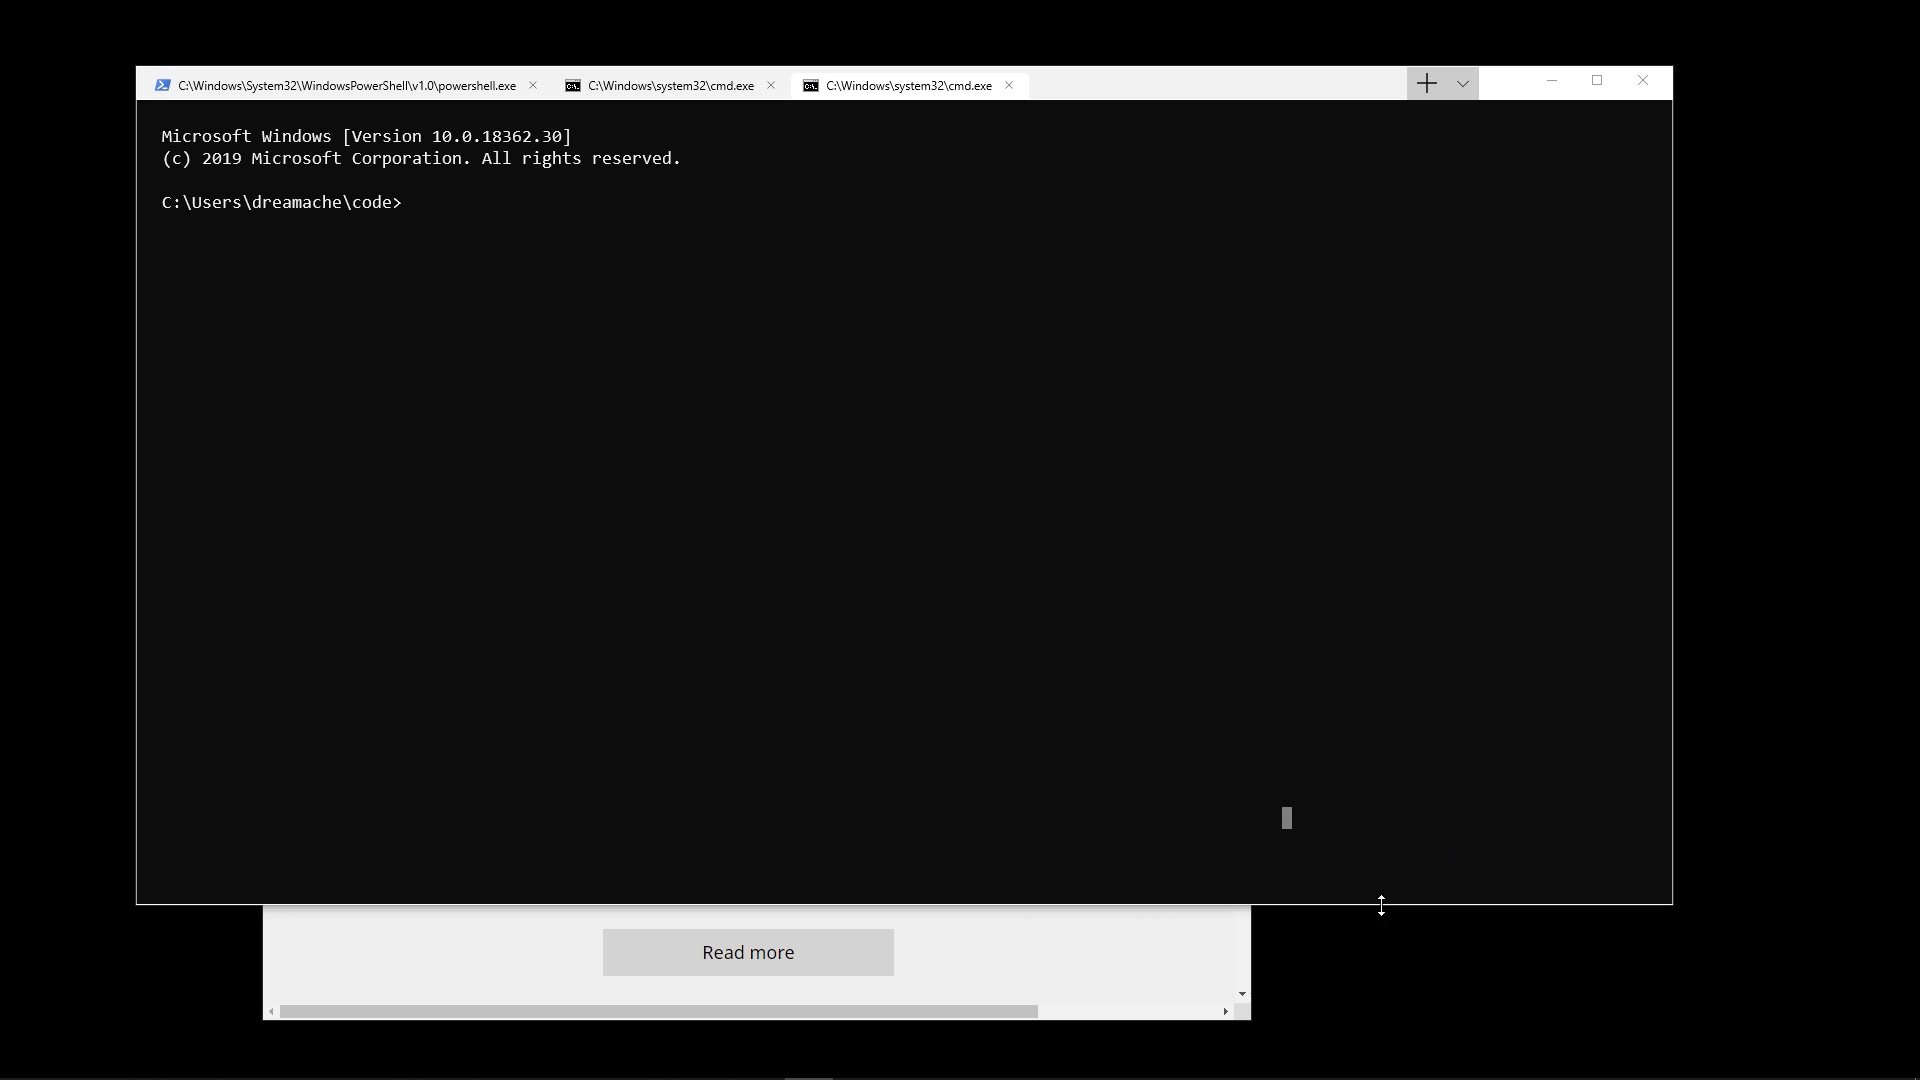 C:\Windows\System32\WindowsPowerShell\v1.0\powershell.exe
C:\Windows\system32\cmd.exe
C:\Windows\system32\cmd.exe
Microsoft Windows [Version 10.0.18362.30]
(c) 2019 Microsoft Corporation. All rights reserved.
C:\Users\dreamache\code>
Read more